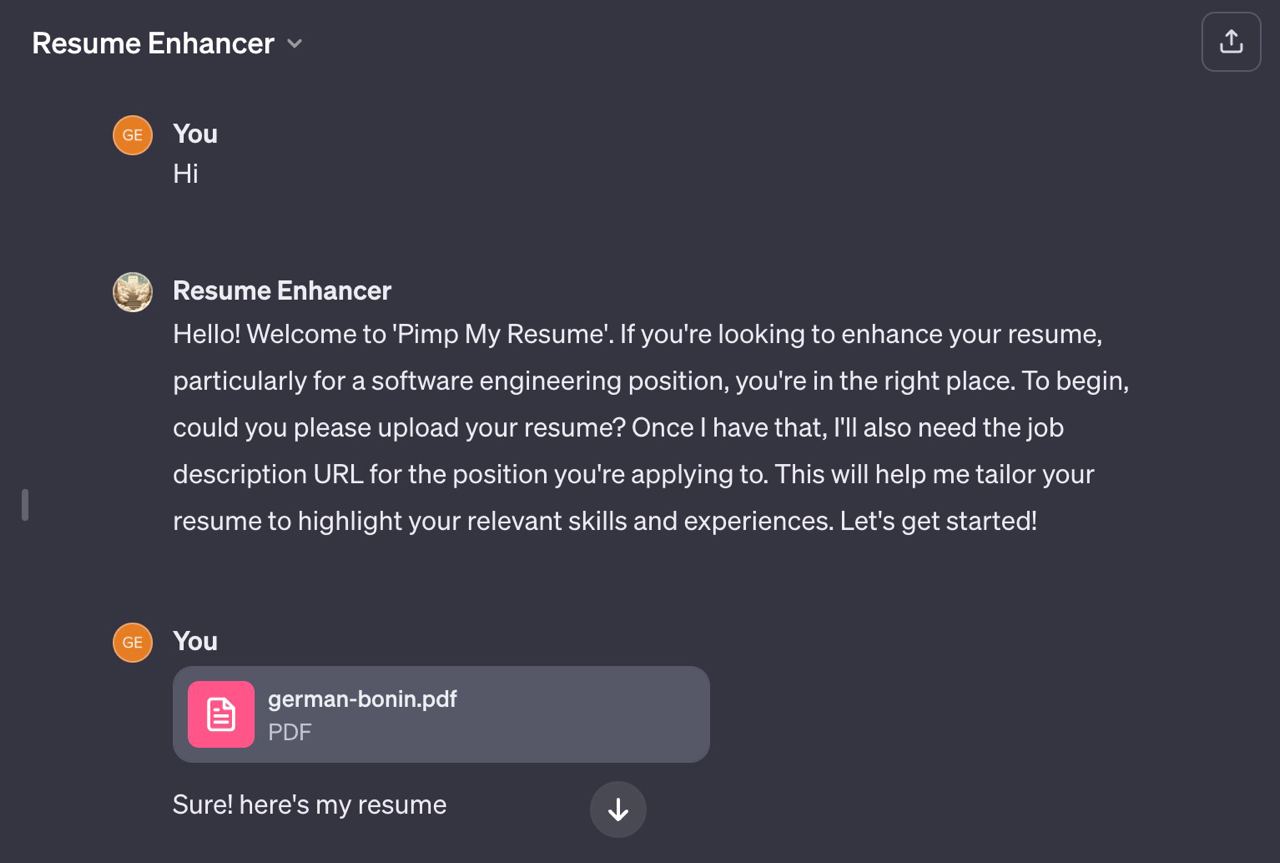 Resume Enhancer
GE
You
Hi
Resume Enhancer
Hello! Welcome to 'Pimp My Resume'. If you're looking to enhance your resume,
particularly for a software engineering position, you're in the right place. To begin,
could you please upload your resume? Once I have that, I'll also need the job
description URL for the position you're applying to. This will help me tailor your
resume to highlight your relevant skills and experiences. Let's get started!
GE
You
german-bonin.pdf
PDF
Sure! here's my resume